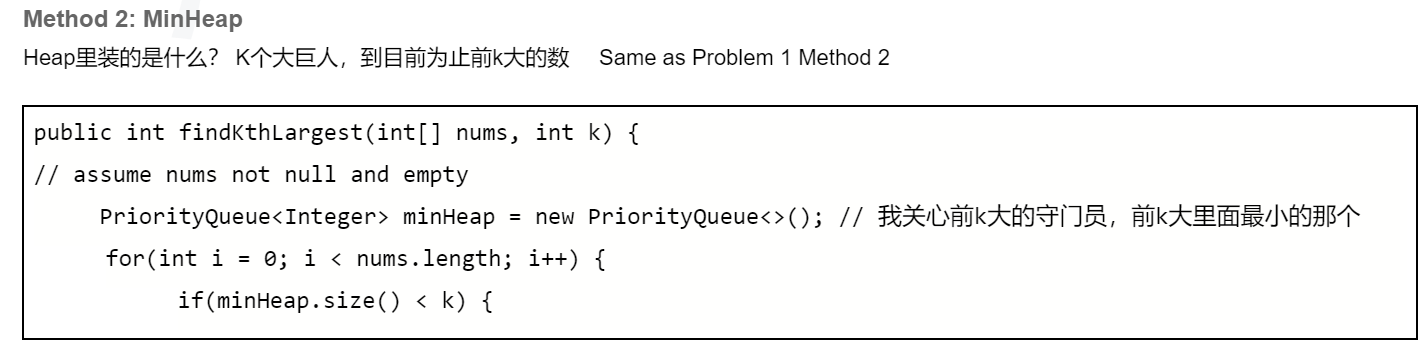 Method 2: MinHeap
Heap里装的是什么? K个大巨人，到目前为止前k大的数 Same as Problem 1 Method 2
public int findKthLargest(int[] nums, int k) {
// assume nums not null and empty
PriorityQueue<Integer> minHeap = new PriorityQueue<>(); // 我关心前k大的守门员，前k大里面最小的那个
for(int i = 0; i < nums.length; i++) {
if(minHeap.size() < k) {